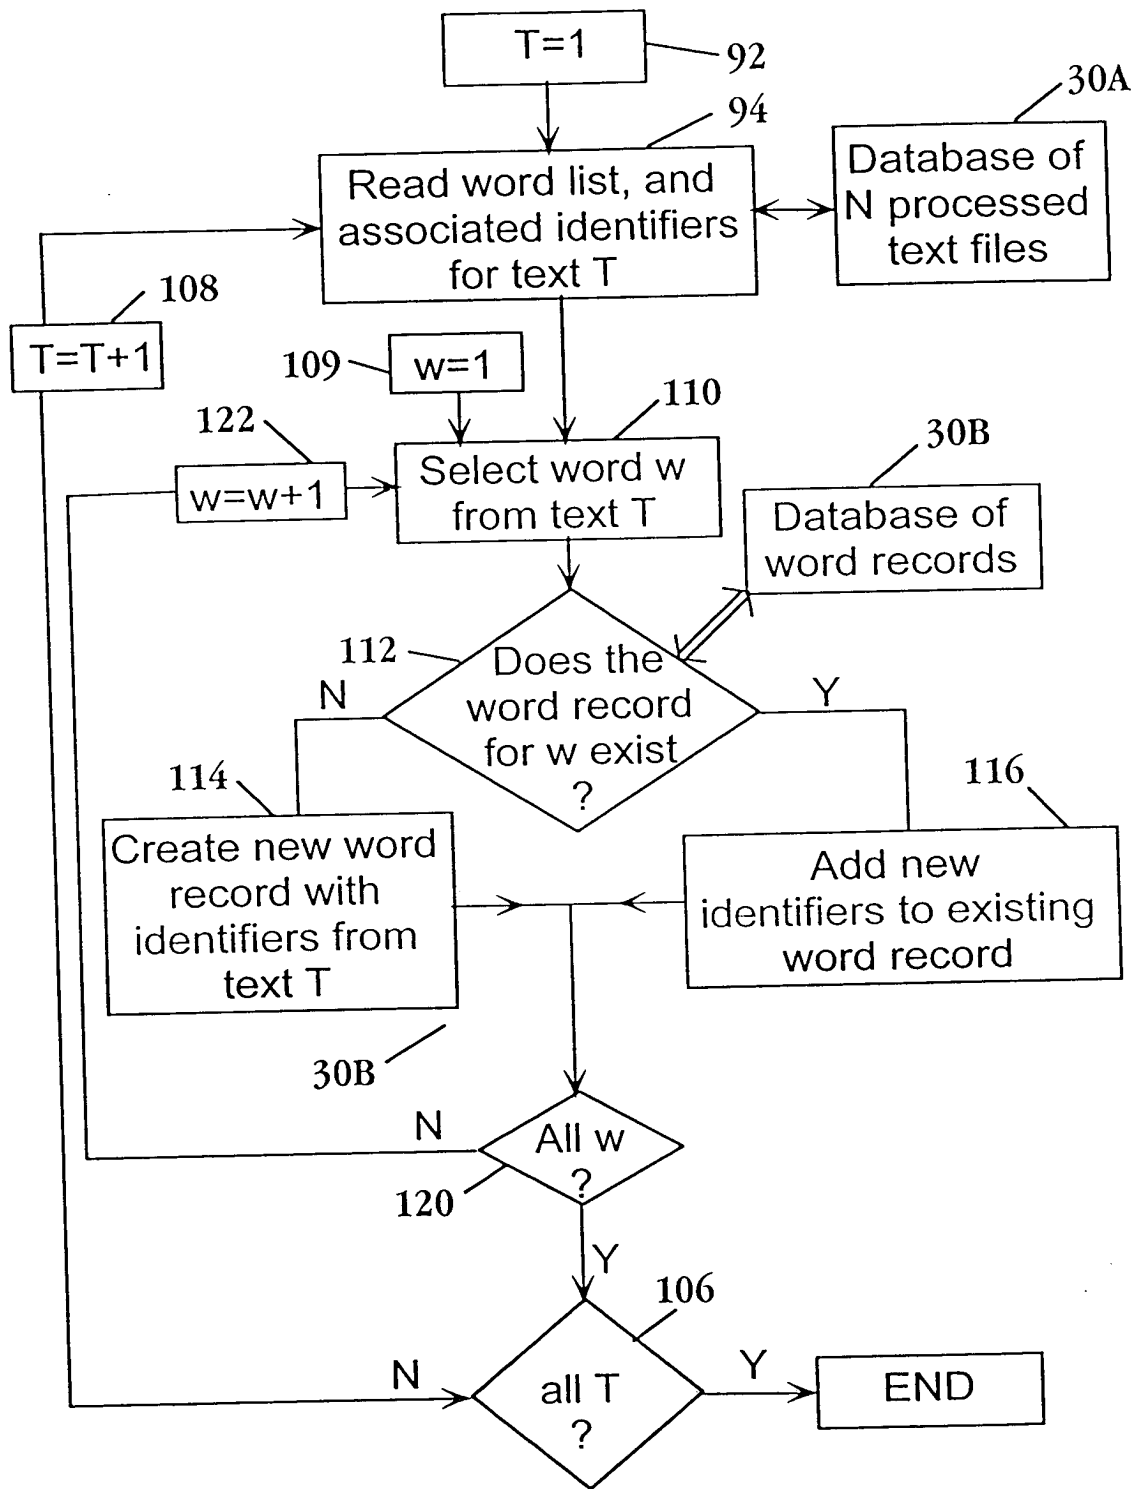 T=1
92
94
30A
Read word list, and
associated identifiers
for text T
Database of
N processed
text files
108
T=T+1
109
w=1
110
122
w=w+1
Select word w
from text T
30B
Database of
word records
112
Does the
word record
for w exist
?
N
Y
114
116
Create new word
record with
identifiers from
text T
Add new
identifiers to existing
word record
30B
N
All w
?
120
Y
106
N
all T
?
Y
END